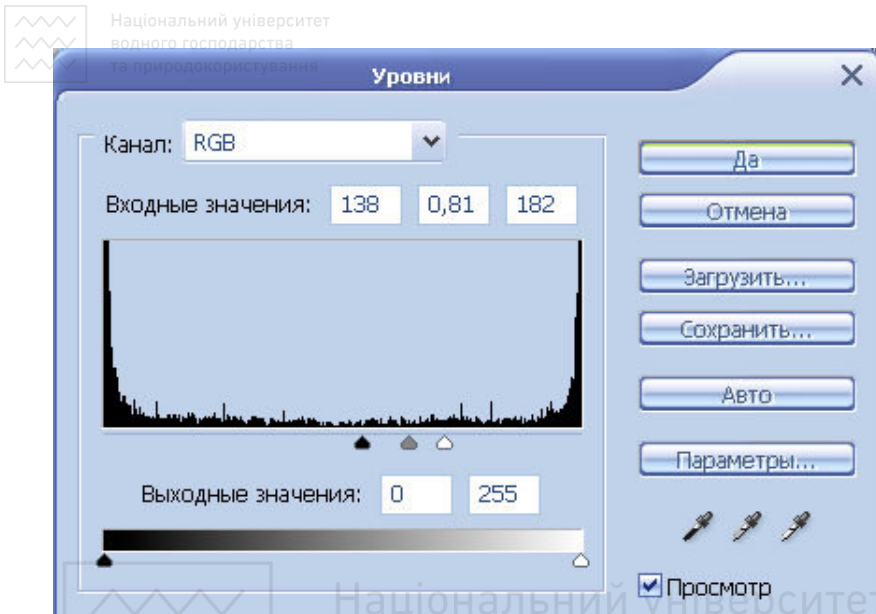 Національний університет
водного господарства
та природокористування
Уровни
Канал: RGB
Да
Входные значения: 138 0,81 182
Отмена
Загрузить...
Сохранить...
Авто
Параметры...
Выходные значения: 0 255
Просмотр
Національний університет